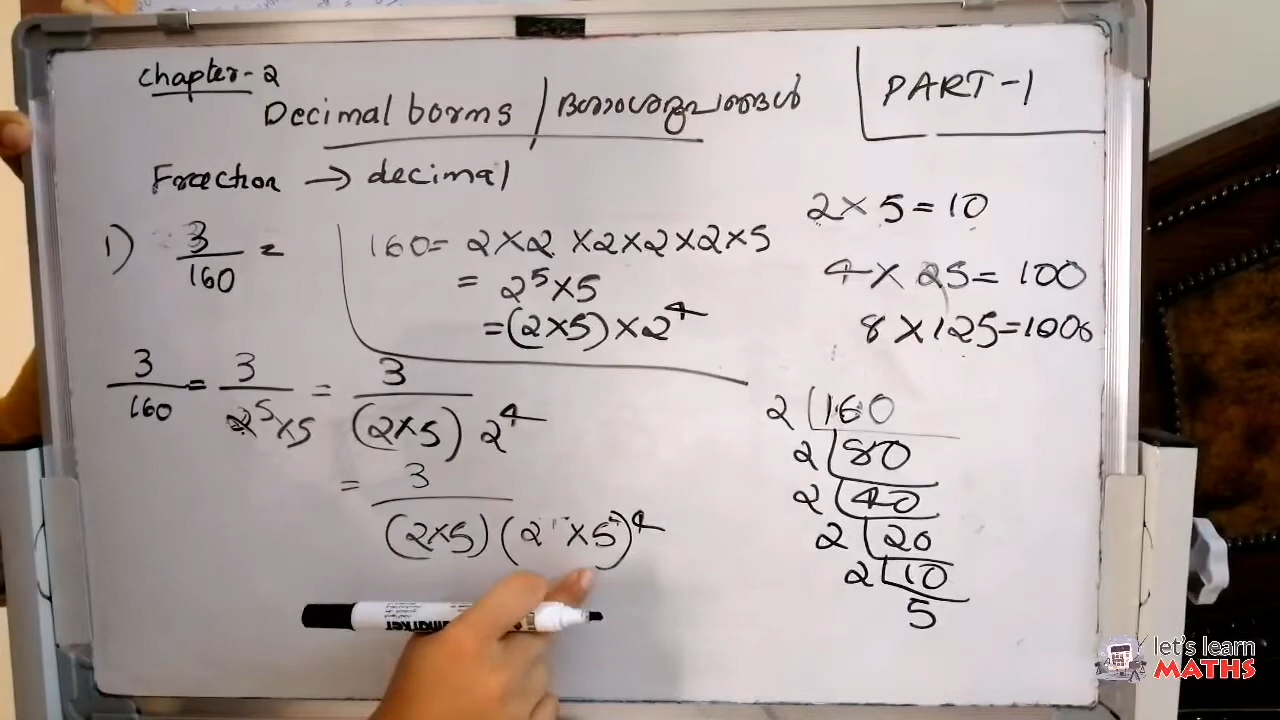 Chapter-2
Decimal forms / ദശാംശരൂപങ്ങൾ
PART-1
Fraction → decimal
1) 3/160 =
160= 2×2×2×2×2×5
= 2⁵×5
=(2×5)×2⁴
2×5=10
4×25=100
8×125=1000
3/160 = 3/2⁵×5 = 3/(2×5) 2⁴
= 3/(2×5)(2×5)⁴
2 160
2 80
2 40
2 20
2 10
5
marker
let's learn
MATHS